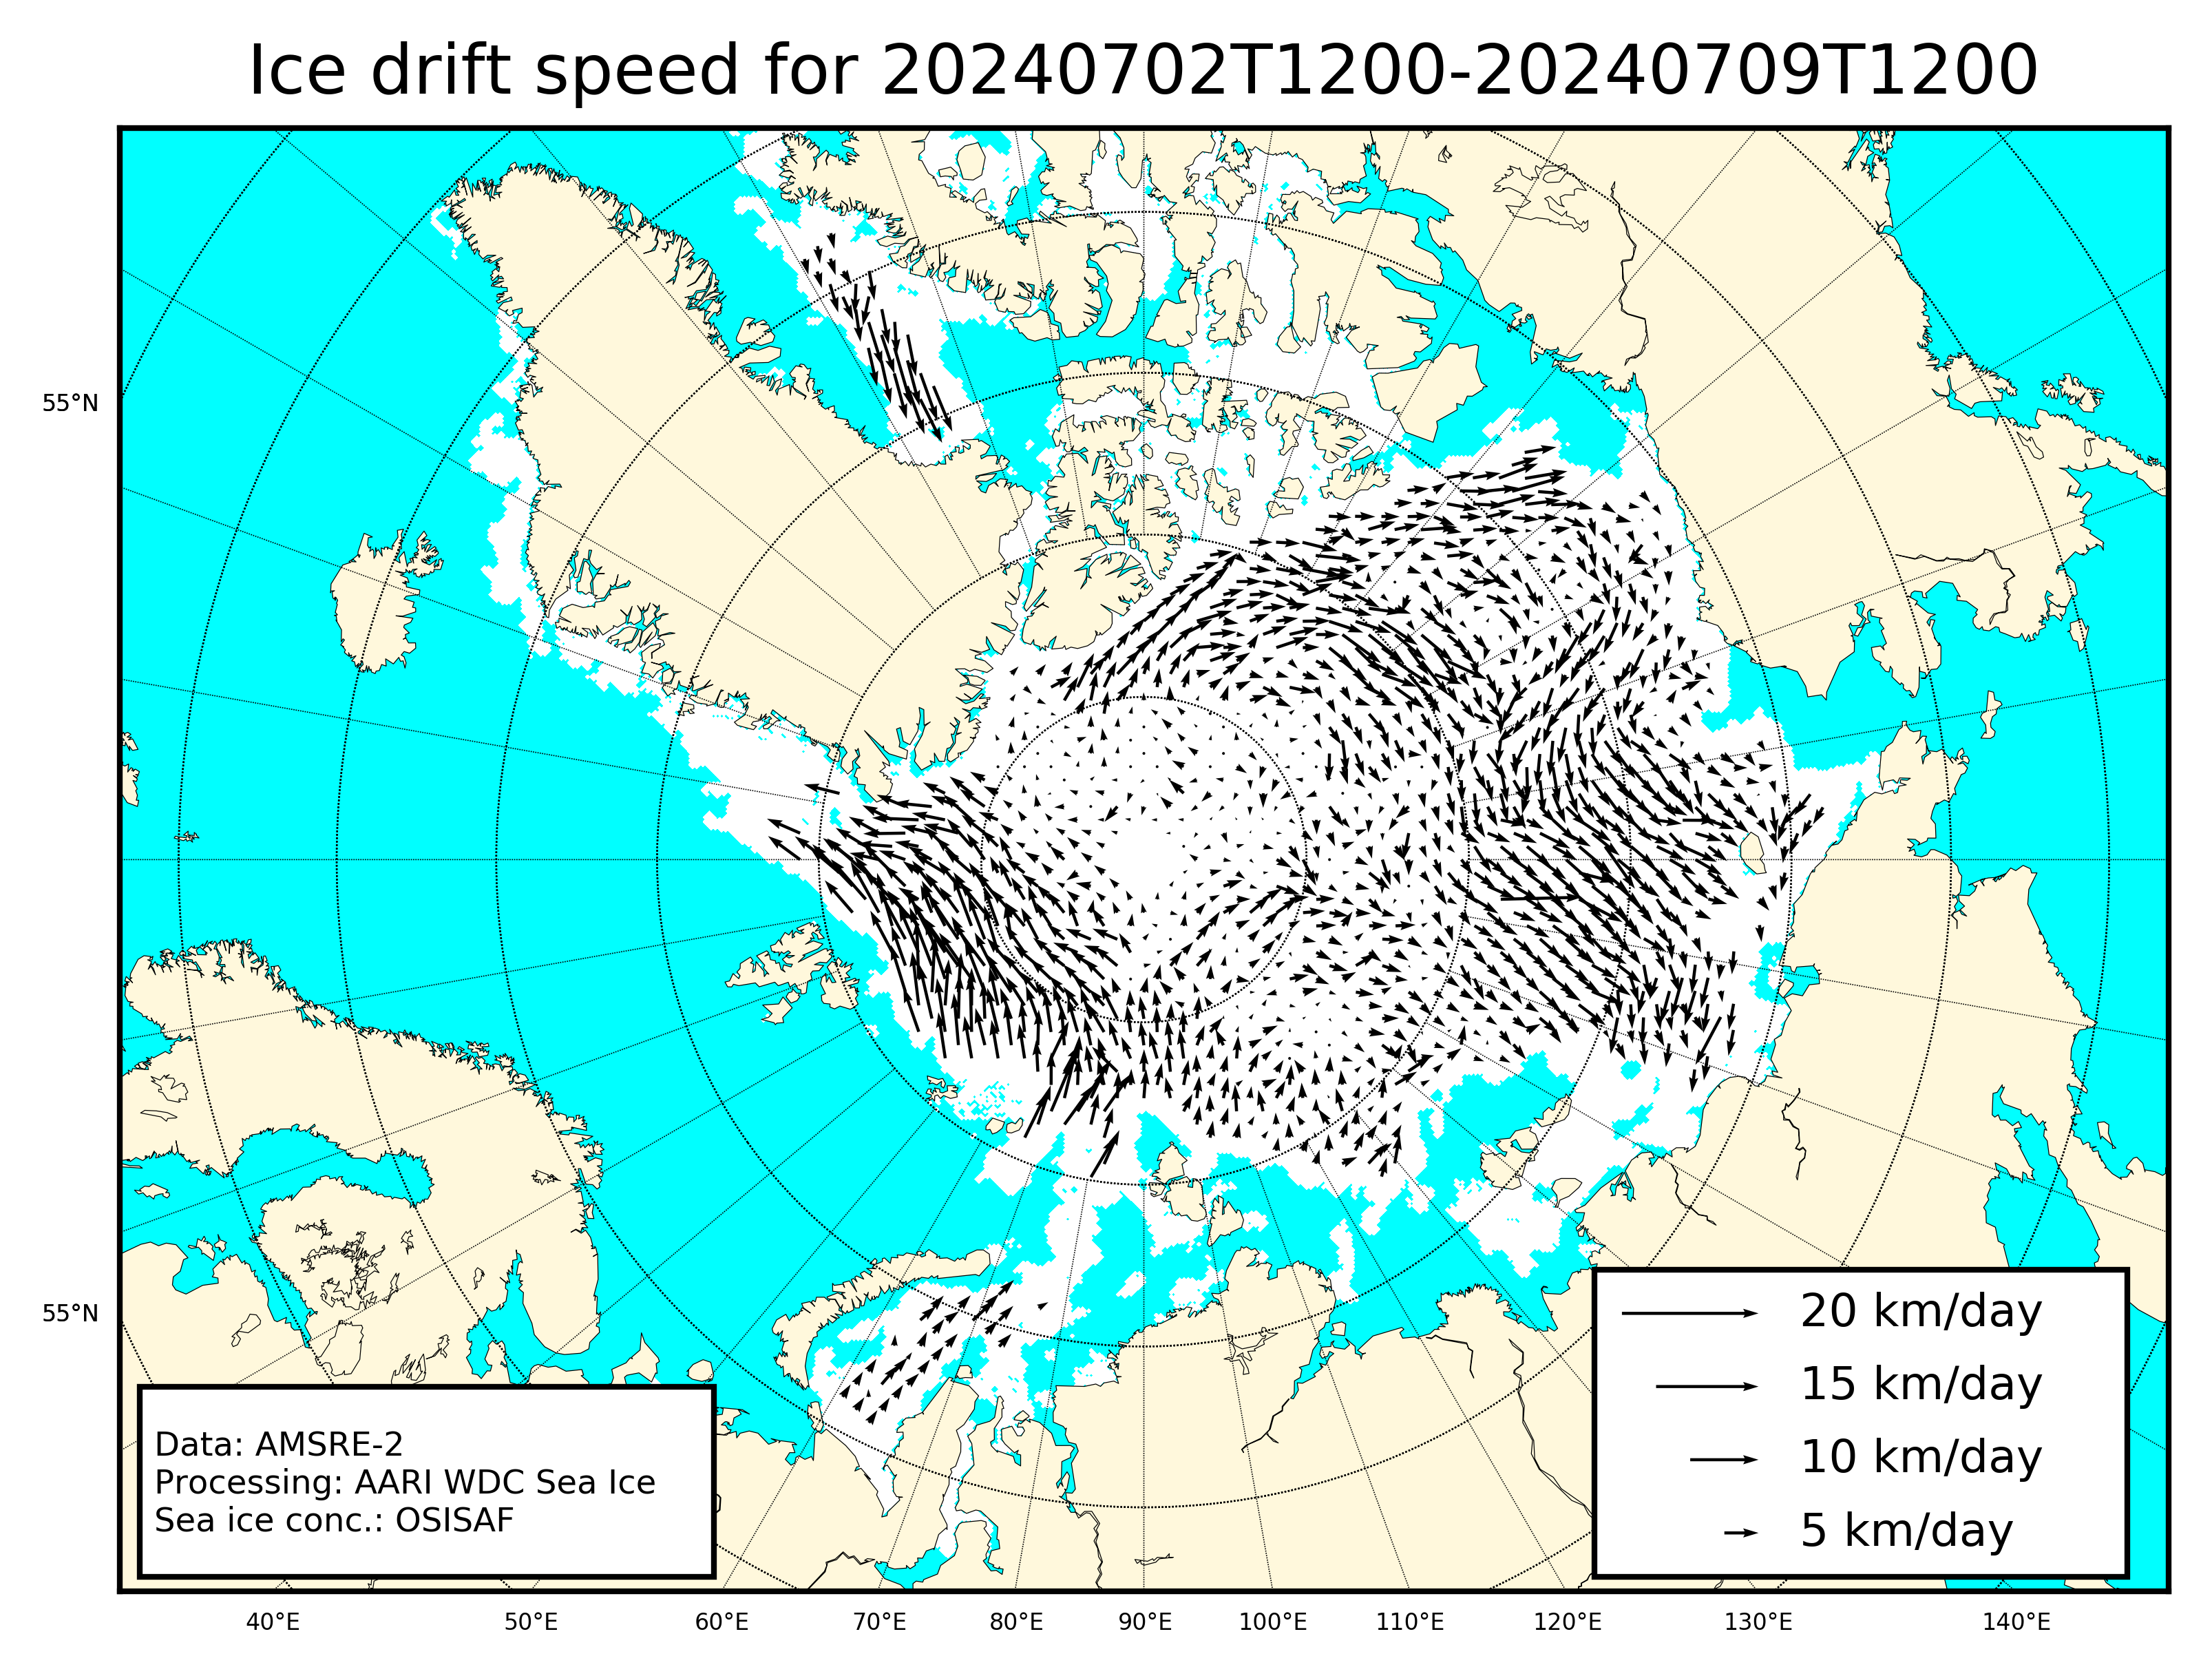 Ice drift speed for 20240702T1200-20240709T1200
55°N
55°N
20 km/day
15 km/day
10 km/day
5 km/day
Data: AMSRE-2
Processing: AARI WDC Sea Ice
Sea ice conc.: OSISAF
40°E 50°E 60°E 70°E 80°E 90°E 100°E 110°E 120°E 130°E 140°E